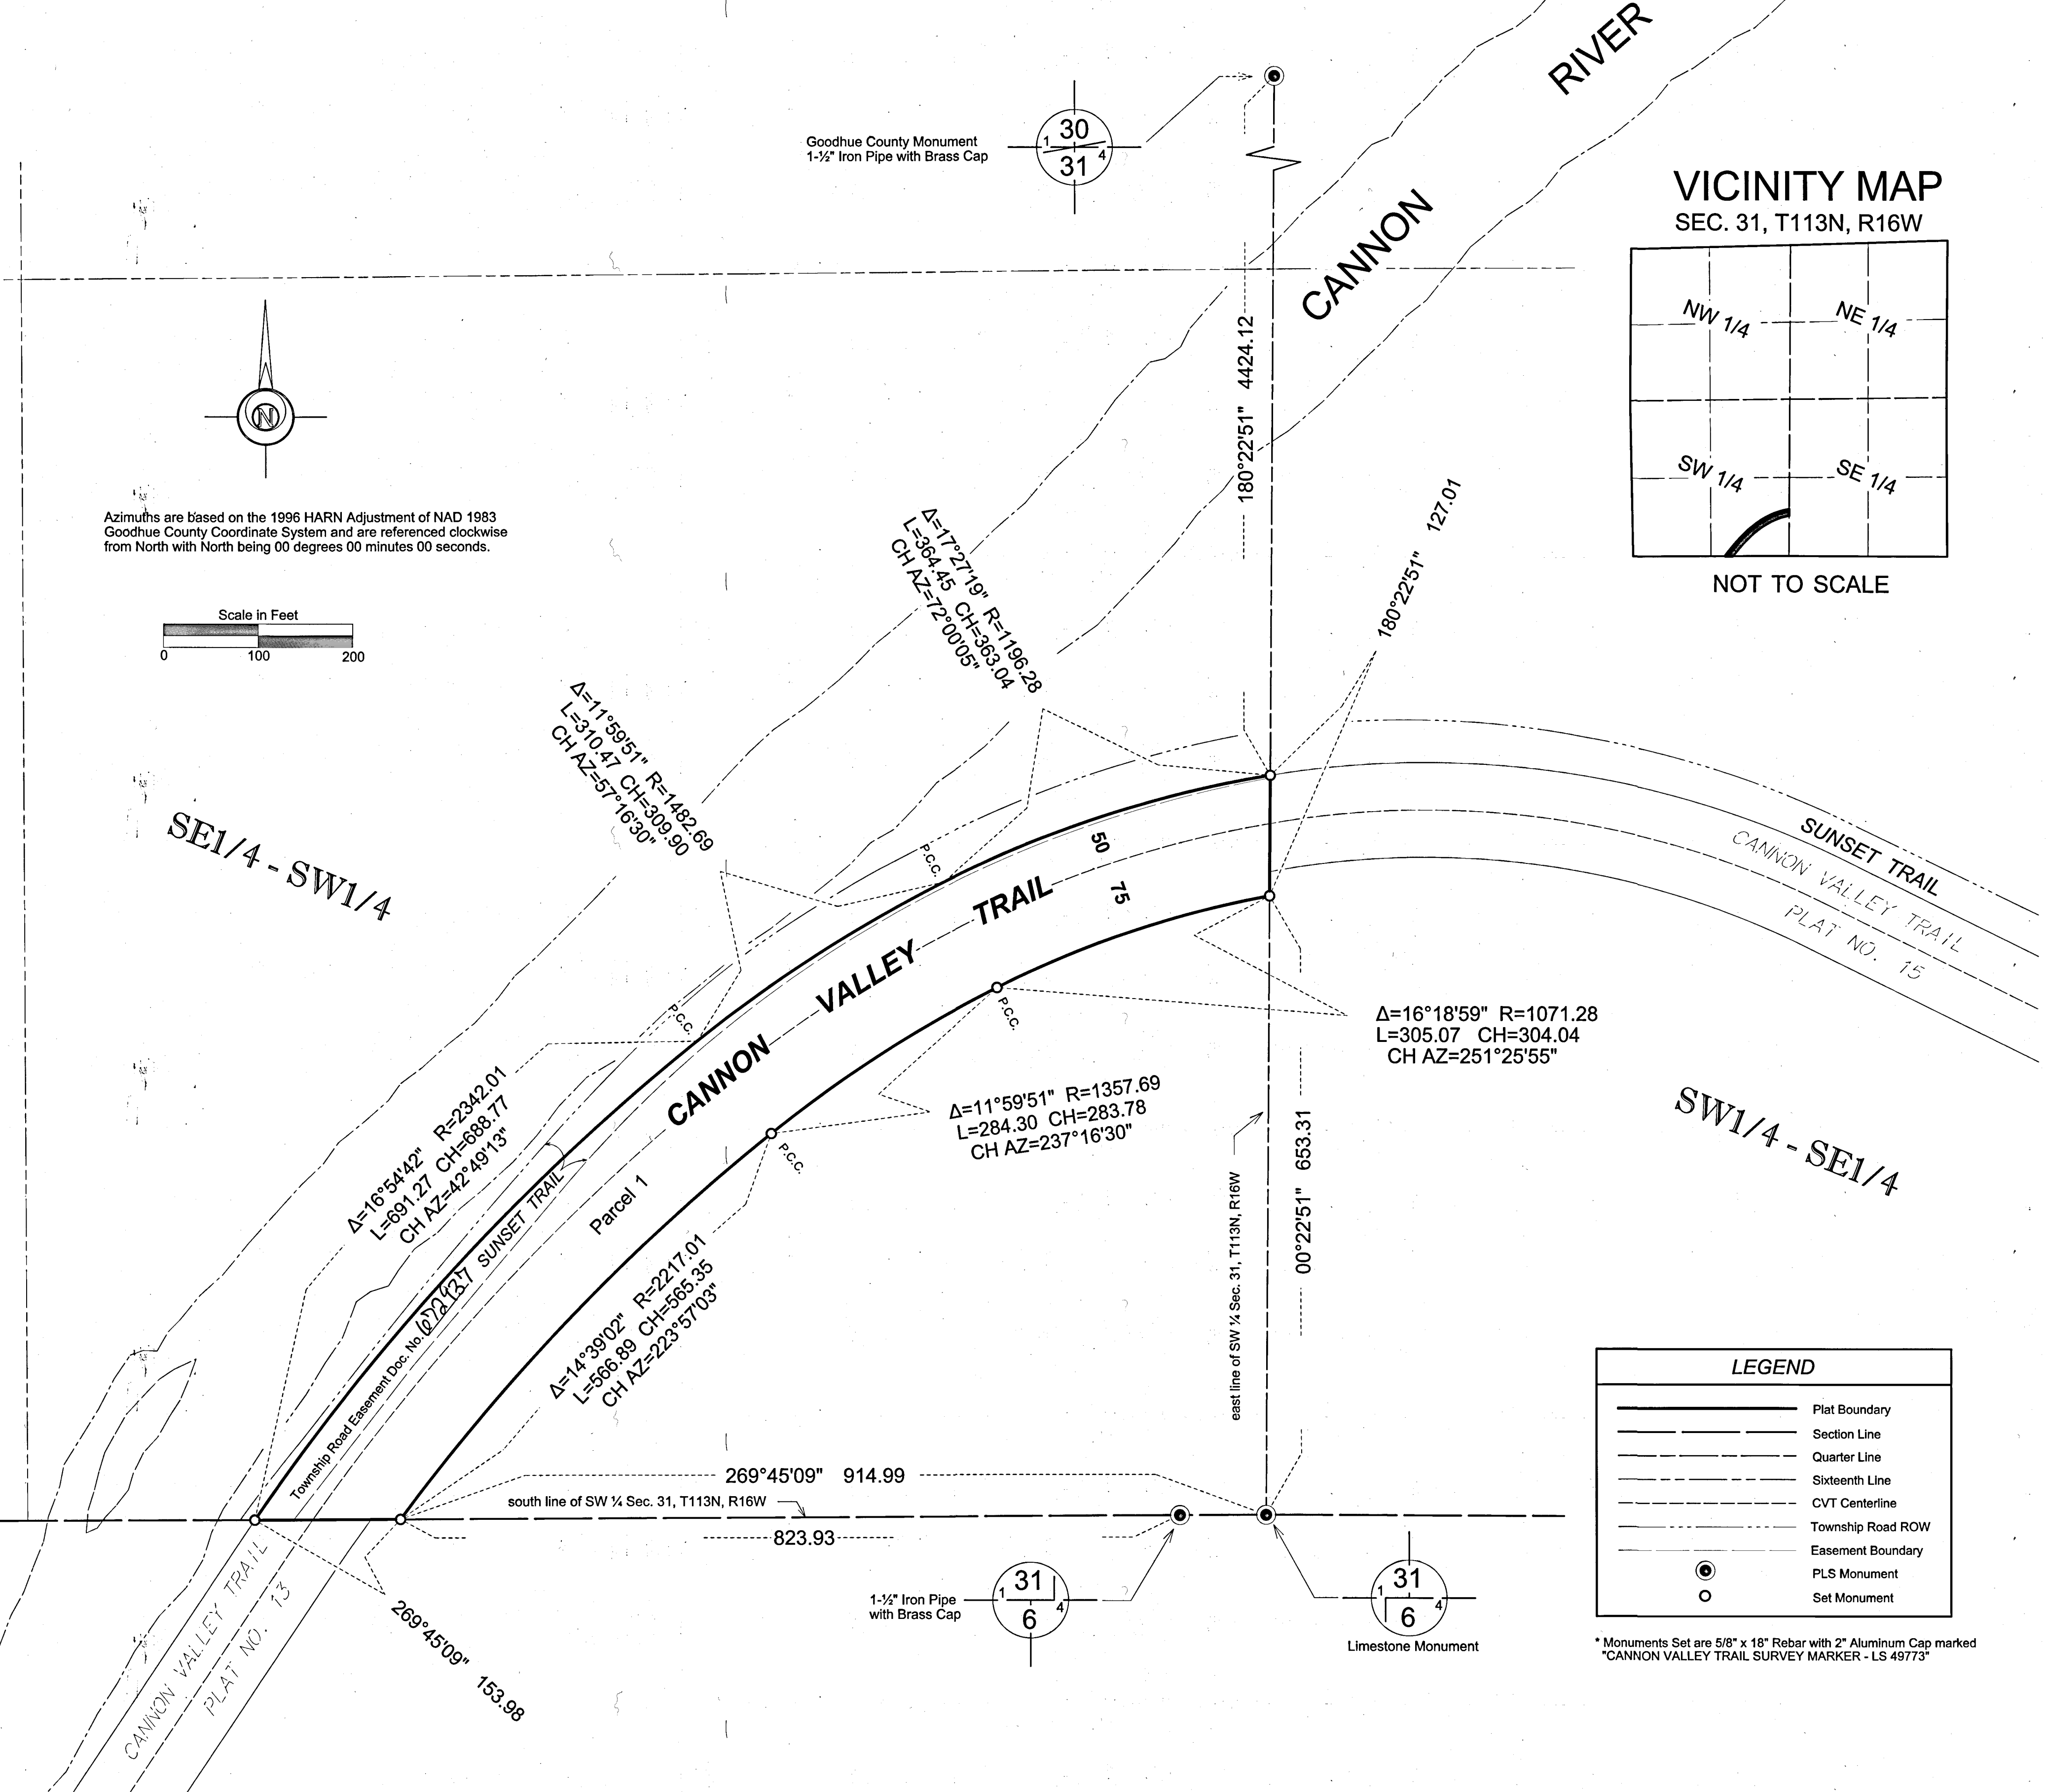 RIVER
CANNON
30
1 4
31
Goodhue County Monument
1-½" Iron Pipe with Brass Cap
VICINITY MAP
SEC. 31, T113N, R16W
NW 1/4
NE 1/4
SW 1/4
SE 1/4
NOT TO SCALE
N
Azimuths are based on the 1996 HARN Adjustment of NAD 1983
Goodhue County Coordinate System and are referenced clockwise
from North with North being 00 degrees 00 minutes 00 seconds.
Scale in Feet
0 100 200
180°22'51" 4424.12
180°22'51" 127.01
Δ=17°27'19" R=1196.28
L=364.45 CH=363.04
CH AZ=72°00'05"
Δ=11°59'51" R=1482.69
L=310.47 CH=309.90
CH AZ=57°16'30"
SE1/4 - SW1/4
P.C.C.
50
75
CANNON VALLEY TRAIL
SUNSET TRAIL
CANNON VALLEY TRAIL
PLAT NO. 15
P.C.C.
P.C.C.
Δ=16°18'59" R=1071.28
L=305.07 CH=304.04
CH AZ=251°25'55"
Δ=16°54'42" R=2342.01
L=691.27 CH=688.77
CH AZ=42°49'13"
Δ=11°59'51" R=1357.69
L=284.30 CH=283.78
CH AZ=237°16'30"
P.C.C.
SW1/4 - SE1/4
Parcel 1
SUNSET TRAIL
Township Road Easement Doc. No.
Δ=14°39'02" R=2217.01
L=566.89 CH=565.35
CH AZ=223°57'03"
east line of SW ¼ Sec. 31, T113N, R16W
00°22'51" 653.31
269°45'09" 914.99
south line of SW ¼ Sec. 31, T113N, R16W
823.93
269°45'09" 153.98
CANNON VALLEY TRAIL
PLAT NO. 13
1-½" Iron Pipe
with Brass Cap
31
1 4
6
31
1 4
6
Limestone Monument
LEGEND
Plat Boundary
Section Line
Quarter Line
Sixteenth Line
CVT Centerline
Township Road ROW
Easement Boundary
PLS Monument
Set Monument
* Monuments Set are 5/8" x 18" Rebar with 2" Aluminum Cap marked
"CANNON VALLEY TRAIL SURVEY MARKER - LS 49773"